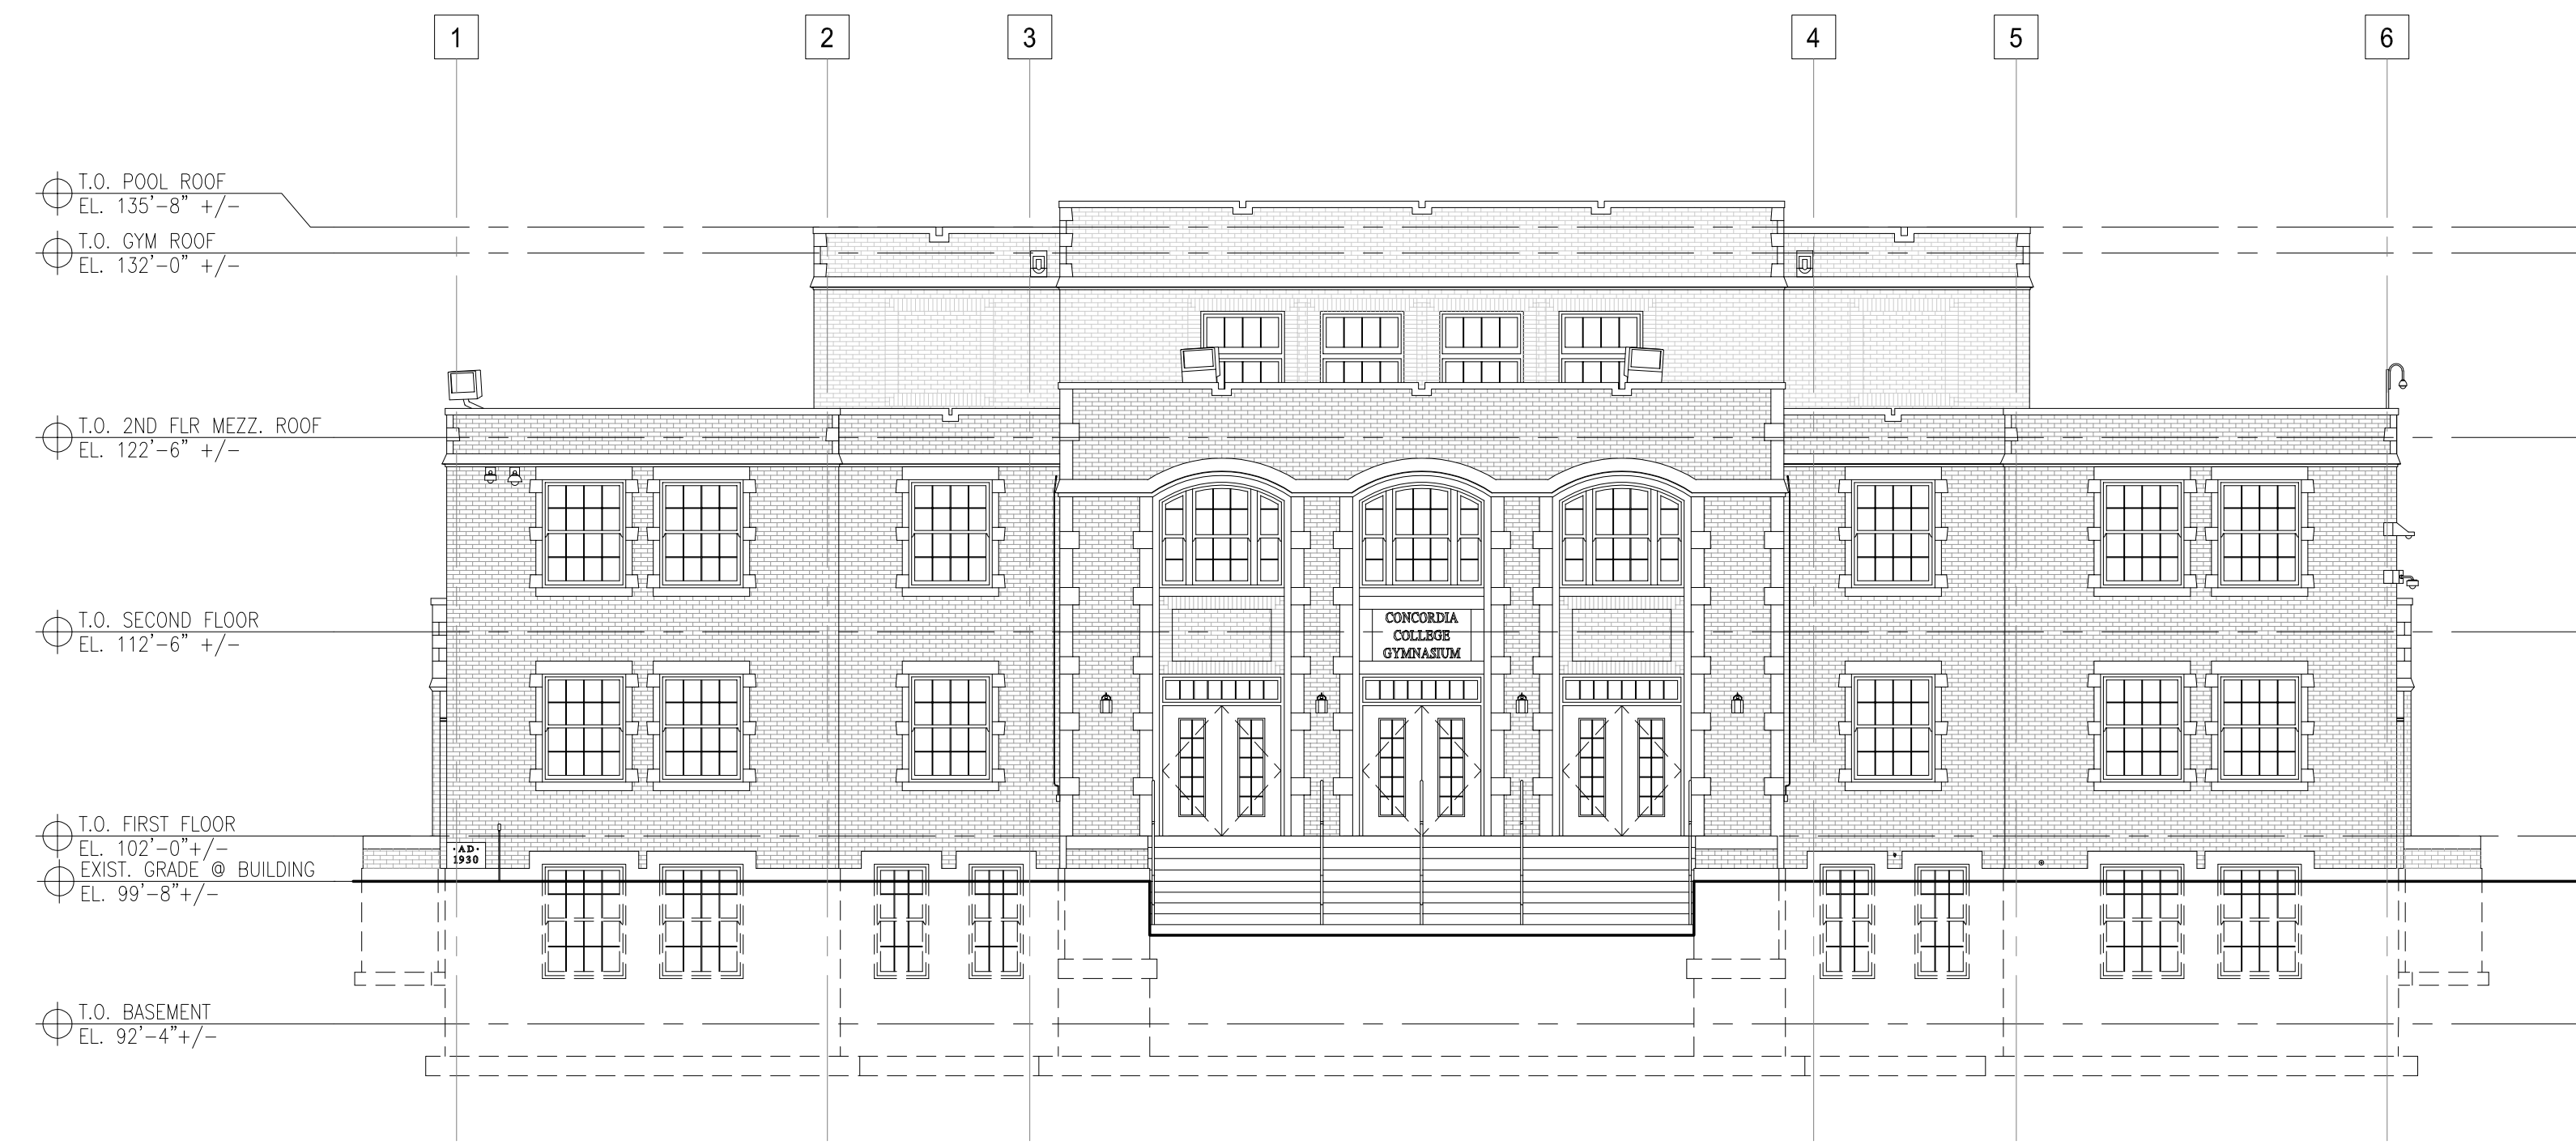 1 2 3 4 5 6
T.O. POOL ROOF
EL. 135'-8" +/-
T.O. GYM ROOF
EL. 132'-0" +/-
T.O. 2ND FLR MEZZ. ROOF
EL. 122'-6" +/-
T.O. SECOND FLOOR
EL. 112'-6" +/-
CONCORDIA
COLLEGE
GYMNASIUM
T.O. FIRST FLOOR
EL. 102'-0"+/-
·AD·
1930
EXIST. GRADE @ BUILDING
EL. 99'-8"+/-
T.O. BASEMENT
EL. 92'-4"+/-